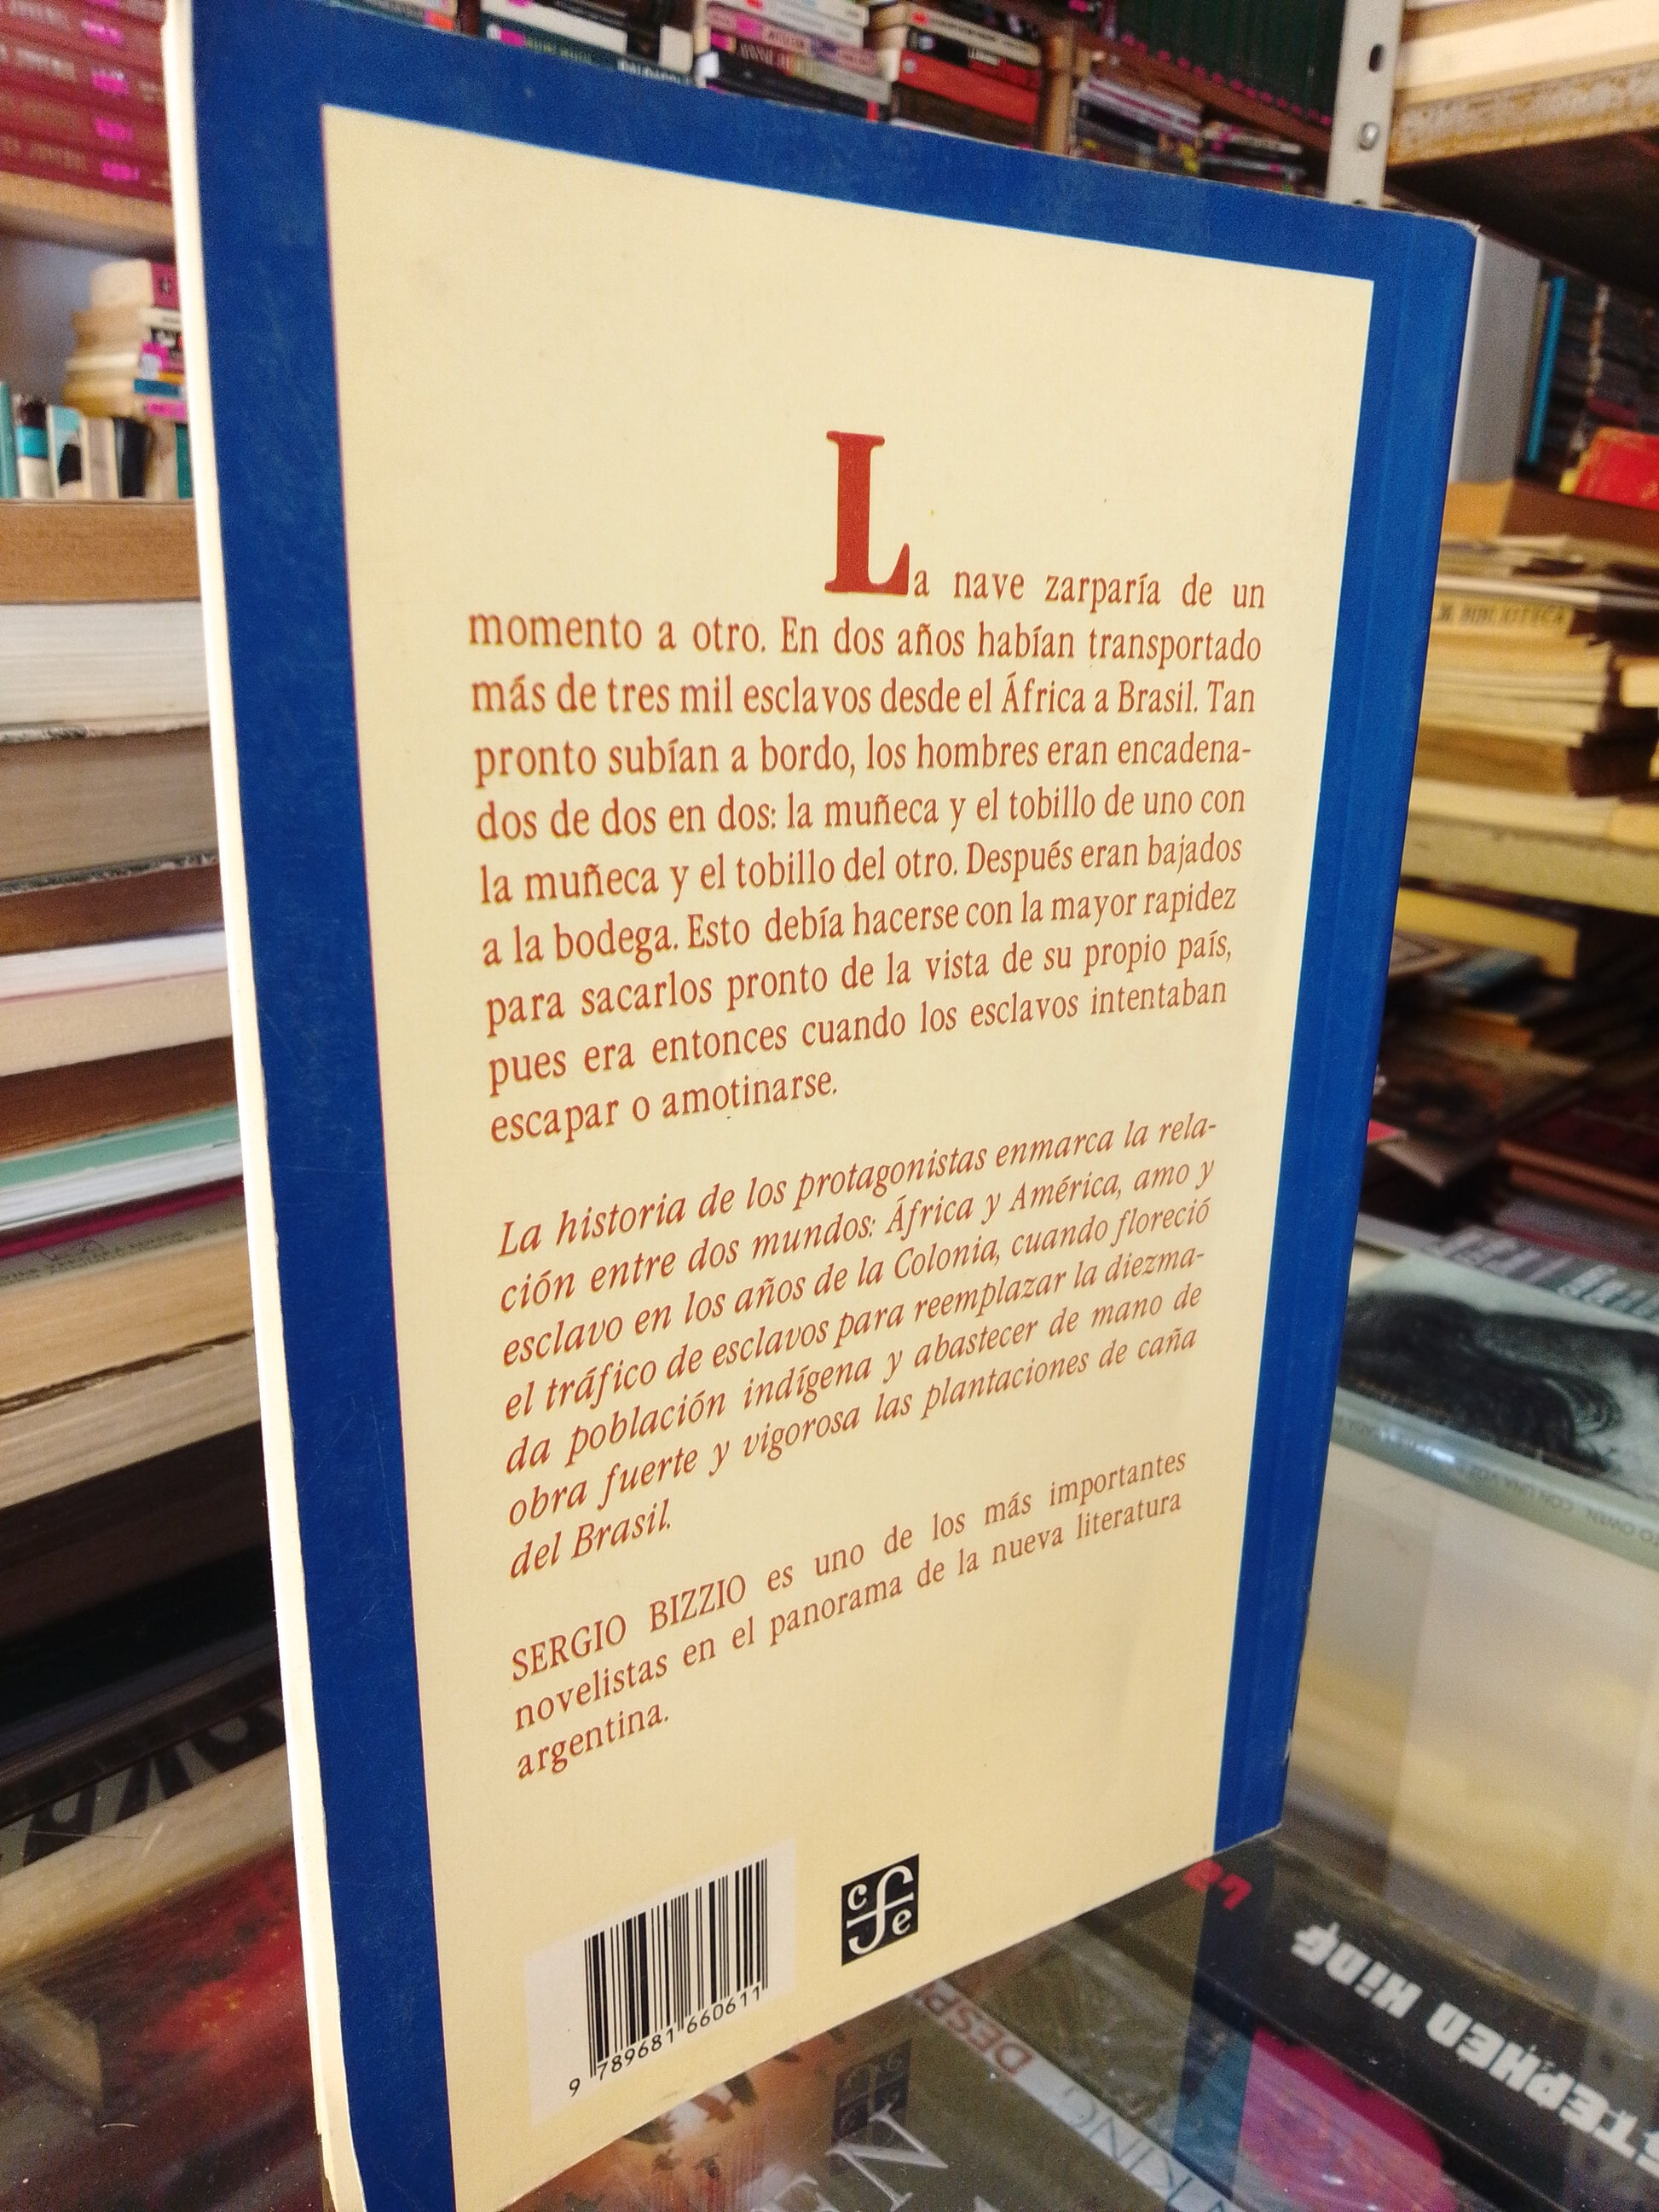 La nave zarparía de un
momento a otro. En dos años habían transportado
más de tres mil esclavos desde el África a Brasil. Tan
pronto subían a bordo, los hombres eran encadena-
dos de dos en dos: la muñeca y el tobillo de uno con
la muñeca y el tobillo del otro. Después eran bajados
a la bodega. Esto debía hacerse con la mayor rapidez
para sacarlos pronto de la vista de su propio país,
pues era entonces cuando los esclavos intentaban
escapar o amotinarse.
La historia de los protagonistas enmarca la rela-
ción entre dos mundos: África y América, amo y
esclavo en los años de la Colonia, cuando floreció
el tráfico de esclavos para reemplazar la diezma-
da población indígena y abastecer de mano de
obra fuerte y vigorosa las plantaciones de caña
del Brasil.
SERGIO BIZZIO es uno de los más importantes
novelistas en el panorama de la nueva literatura
argentina.
9 789681 660611
cfe
STEPHEN KING
BIBLIOTECA